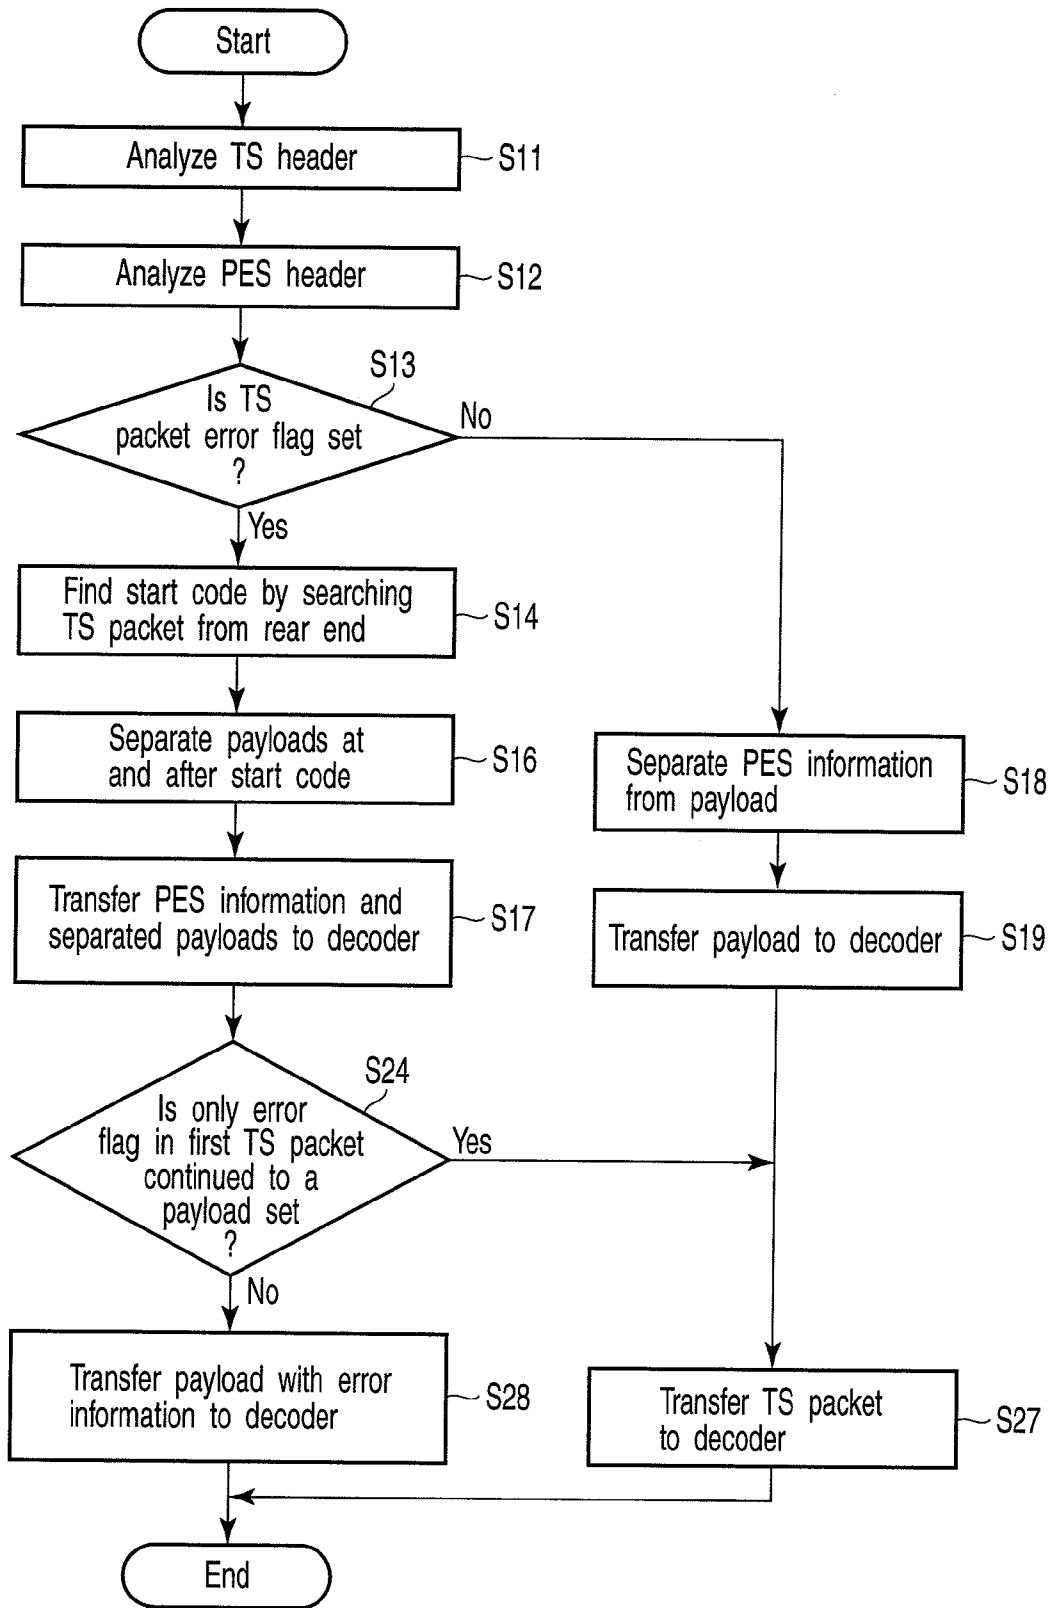 Start
Analyze TS header
S11
Analyze PES header
S12
S13
Is TS
packet error flag set
?
No
Yes
Find start code by searching
TS packet from rear end
S14
Separate payloads at
and after start code
S16
Separate PES information
from payload
S18
Transfer PES information and
separated payloads to decoder
S17
Transfer payload to decoder
S19
S24
Is only error
flag in first TS packet
continued to a
payload set
?
Yes
No
Transfer payload with error
information to decoder
S28
Transfer TS packet
to decoder
S27
End